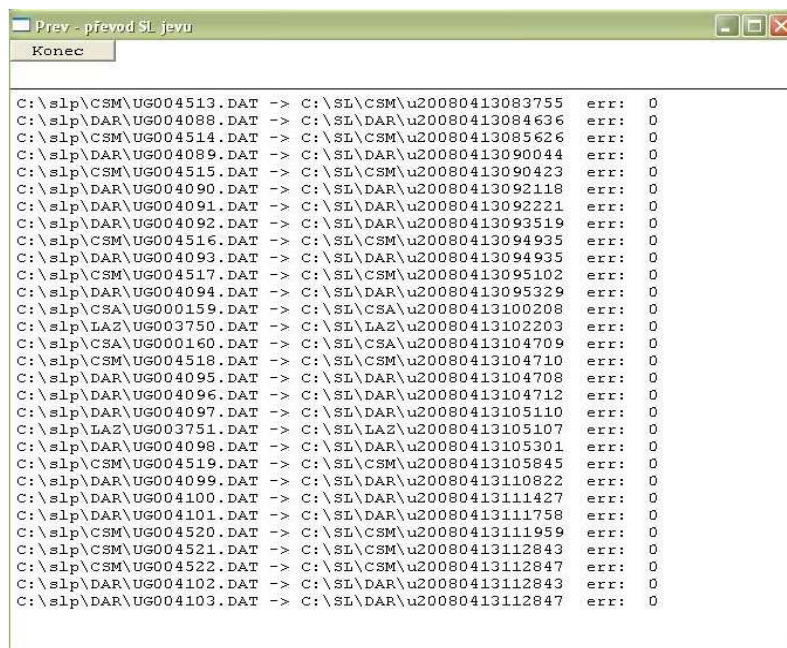 Prev - převod SL jevu
Konec
C:\slp\CSM\UG004513.DAT -> C:\SL\CSM\u20080413083755 err: 0
C:\slp\DAR\UG004088.DAT -> C:\SL\DAR\u20080413084636 err: 0
C:\slp\CSM\UG004514.DAT -> C:\SL\CSM\u20080413085626 err: 0
C:\slp\DAR\UG004089.DAT -> C:\SL\DAR\u20080413090044 err: 0
C:\slp\CSM\UG004515.DAT -> C:\SL\CSM\u20080413090423 err: 0
C:\slp\DAR\UG004090.DAT -> C:\SL\DAR\u20080413092118 err: 0
C:\slp\DAR\UG004091.DAT -> C:\SL\DAR\u20080413092221 err: 0
C:\slp\DAR\UG004092.DAT -> C:\SL\DAR\u20080413093519 err: 0
C:\slp\CSM\UG004516.DAT -> C:\SL\CSM\u20080413094935 err: 0
C:\slp\DAR\UG004093.DAT -> C:\SL\DAR\u20080413094935 err: 0
C:\slp\CSM\UG004517.DAT -> C:\SL\CSM\u20080413095102 err: 0
C:\slp\DAR\UG004094.DAT -> C:\SL\DAR\u20080413095329 err: 0
C:\slp\CSA\UG000159.DAT -> C:\SL\CSA\u20080413100208 err: 0
C:\slp\LAZ\UG003750.DAT -> C:\SL\LAZ\u20080413102203 err: 0
C:\slp\CSA\UG000160.DAT -> C:\SL\CSA\u20080413104709 err: 0
C:\slp\CSM\UG004518.DAT -> C:\SL\CSM\u20080413104710 err: 0
C:\slp\DAR\UG004095.DAT -> C:\SL\DAR\u20080413104708 err: 0
C:\slp\DAR\UG004096.DAT -> C:\SL\DAR\u20080413104712 err: 0
C:\slp\DAR\UG004097.DAT -> C:\SL\DAR\u20080413105110 err: 0
C:\slp\LAZ\UG003751.DAT -> C:\SL\LAZ\u20080413105107 err: 0
C:\slp\DAR\UG004098.DAT -> C:\SL\DAR\u20080413105301 err: 0
C:\slp\CSM\UG004519.DAT -> C:\SL\CSM\u20080413105845 err: 0
C:\slp\DAR\UG004099.DAT -> C:\SL\DAR\u20080413110822 err: 0
C:\slp\DAR\UG004100.DAT -> C:\SL\DAR\u20080413111427 err: 0
C:\slp\DAR\UG004101.DAT -> C:\SL\DAR\u20080413111758 err: 0
C:\slp\CSM\UG004520.DAT -> C:\SL\CSM\u20080413111959 err: 0
C:\slp\CSM\UG004521.DAT -> C:\SL\CSM\u20080413112843 err: 0
C:\slp\CSM\UG004522.DAT -> C:\SL\CSM\u20080413112847 err: 0
C:\slp\DAR\UG004102.DAT -> C:\SL\DAR\u20080413112843 err: 0
C:\slp\DAR\UG004103.DAT -> C:\SL\DAR\u20080413112847 err: 0